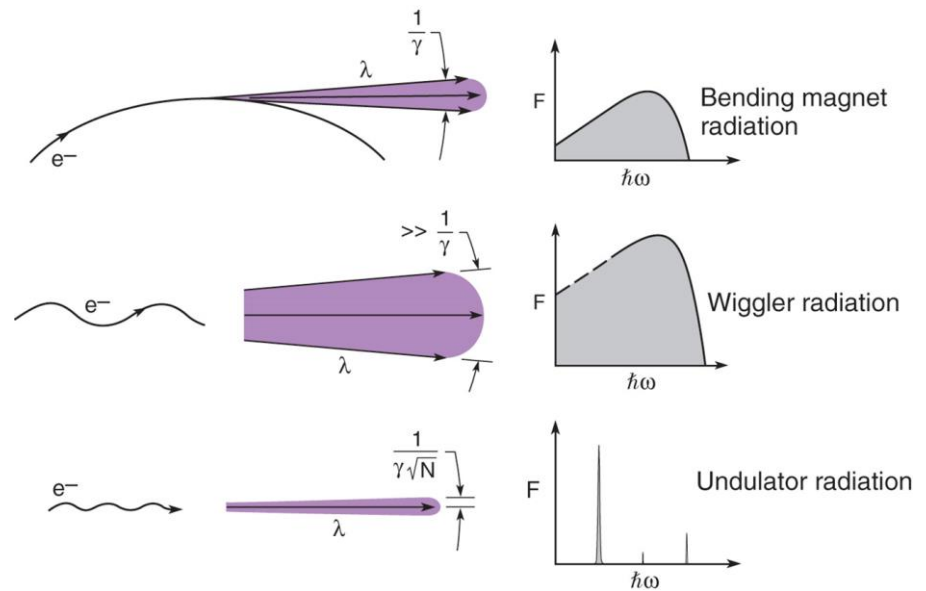 1/γ
λ
e–
F
ħω
Bending magnet
radiation
>> 1/γ
e–
λ
F
ħω
Wiggler radiation
1/γ√N
e–
λ
F
ħω
Undulator radiation